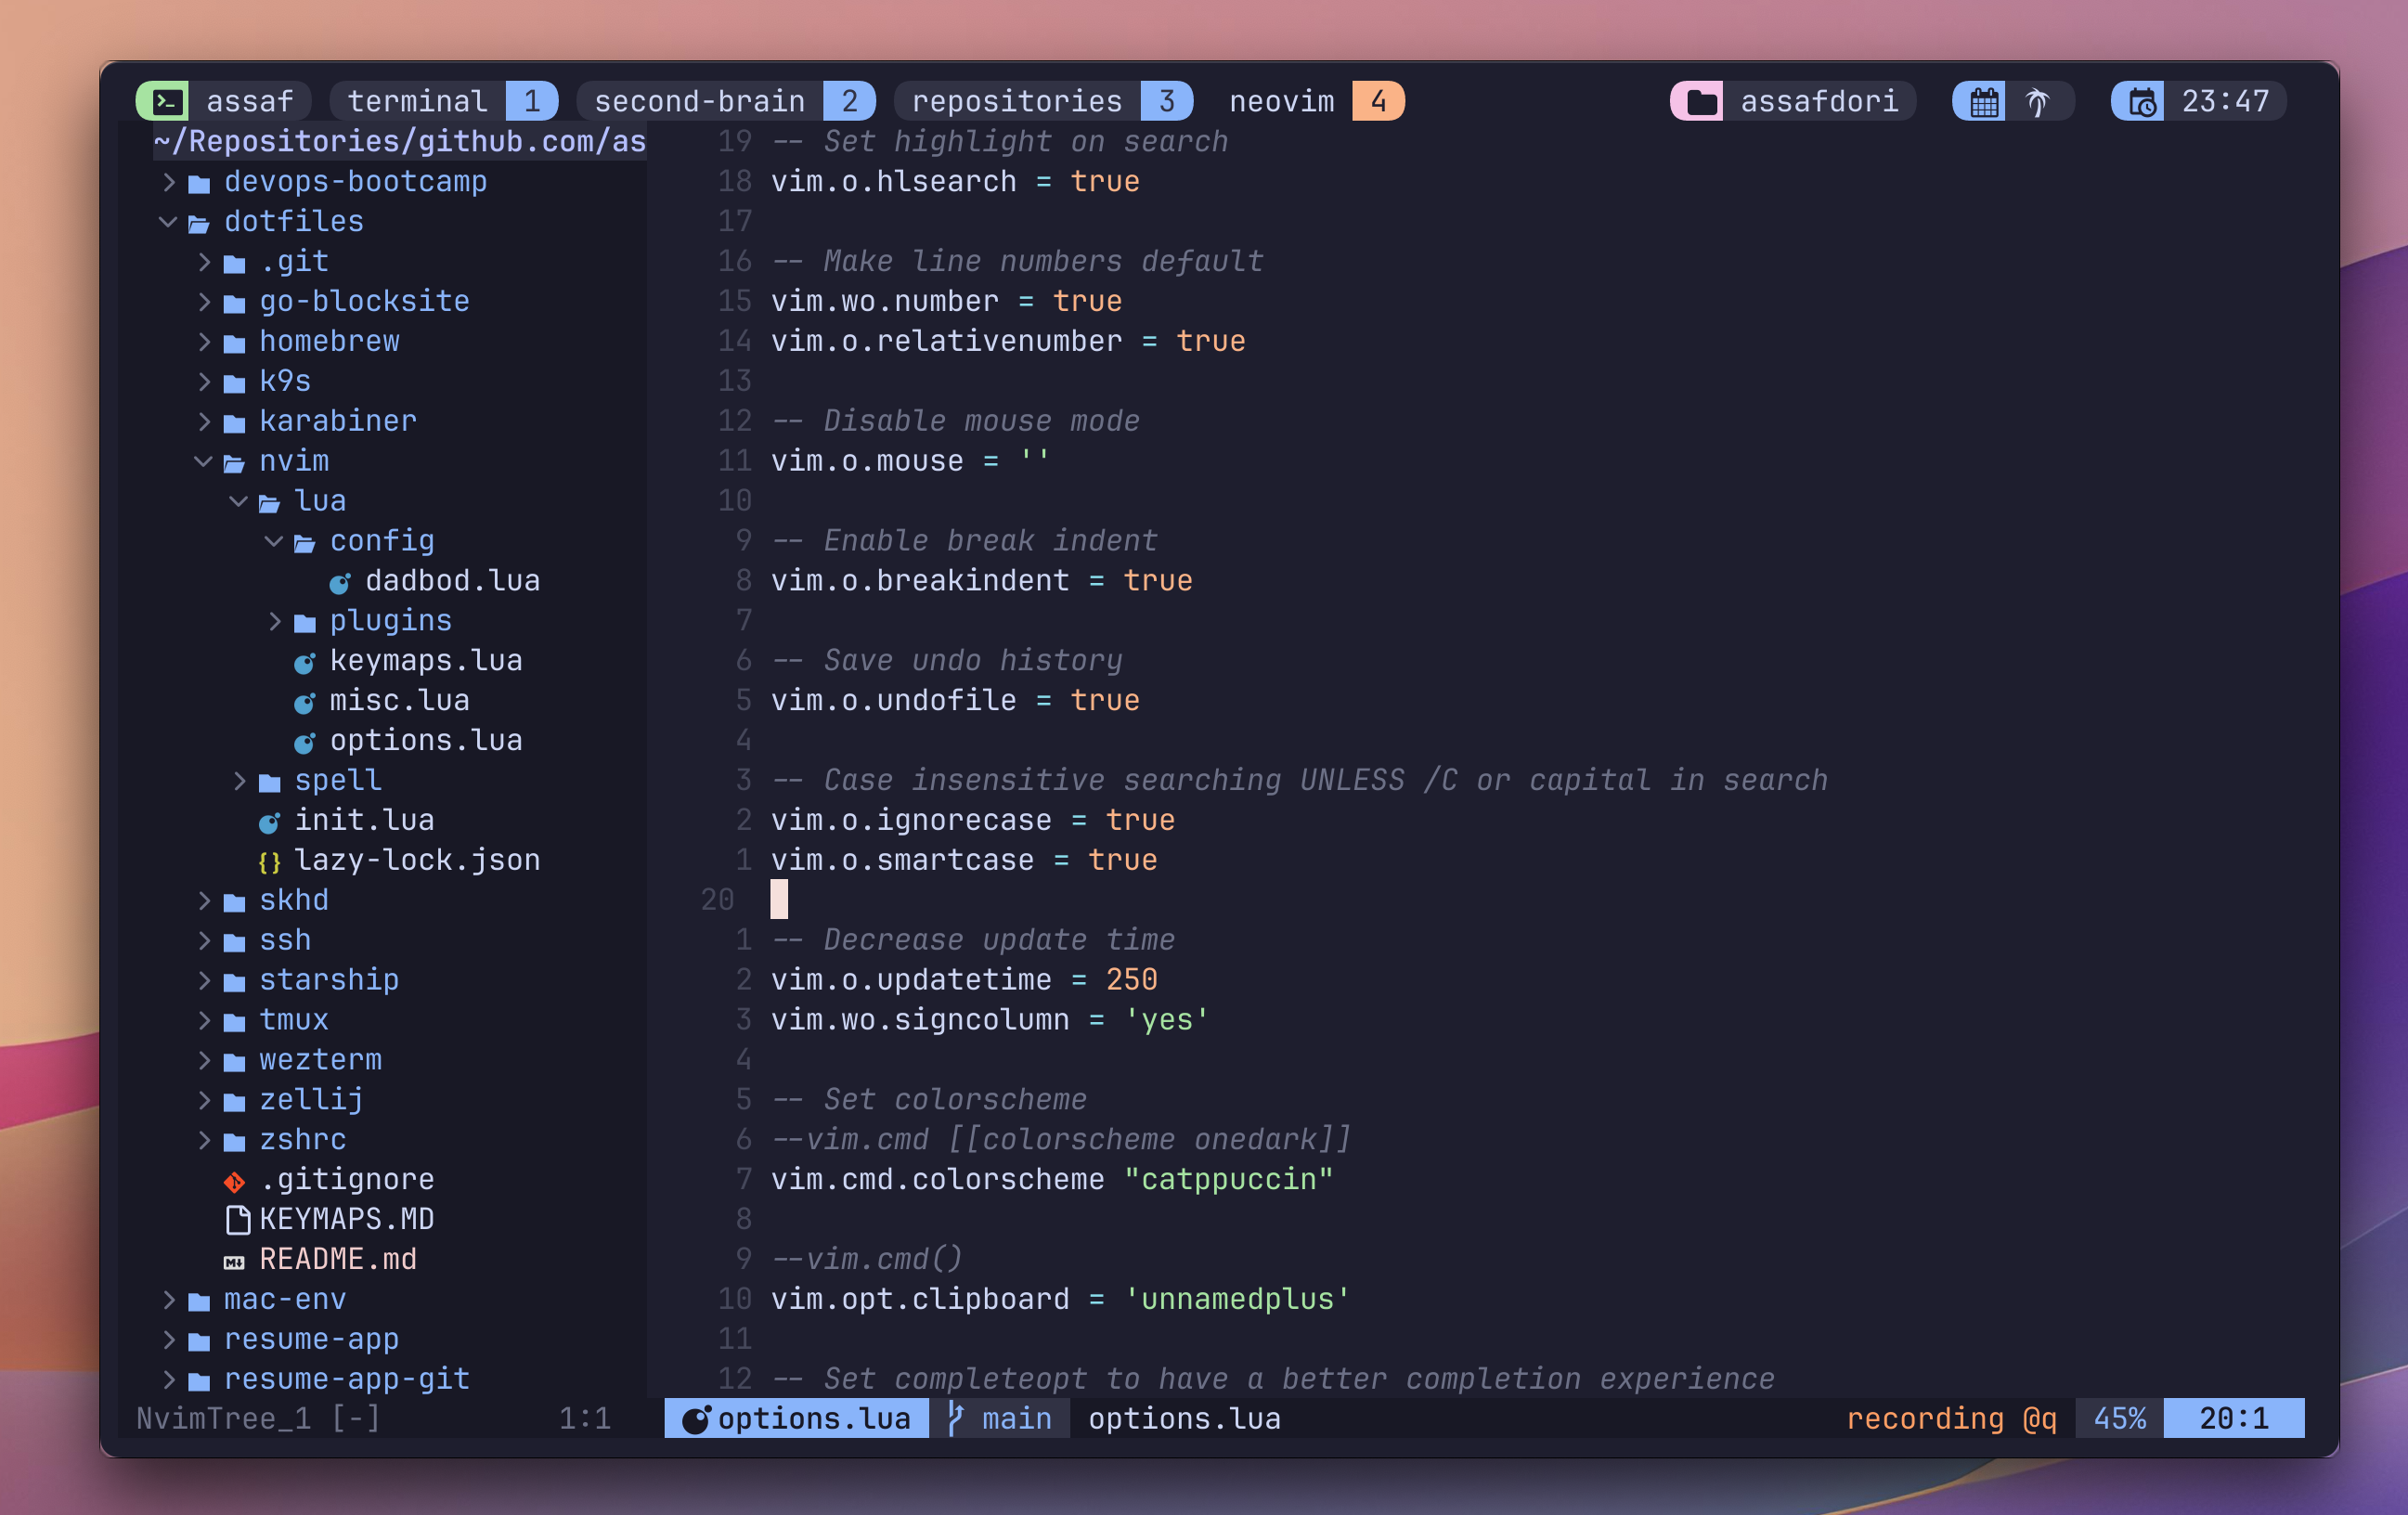 assaf terminal 1 second-brain 2 repositories 3 neovim 4 assafdori 23:47
~/Repositories/github.com/as
devops-bootcamp
dotfiles
.git
go-blocksite
homebrew
k9s
karabiner
nvim
lua
config
dadbod.lua
plugins
keymaps.lua
misc.lua
options.lua
spell
init.lua
{} lazy-lock.json
skhd
ssh
starship
tmux
wezterm
zellij
zshrc
.gitignore
KEYMAPS.MD
README.md
mac-env
resume-app
resume-app-git
NvimTree_1 [-] 1:1
19 -- Set highlight on search
18 vim.o.hlsearch = true
17
16 -- Make line numbers default
15 vim.wo.number = true
14 vim.o.relativenumber = true
13
12 -- Disable mouse mode
11 vim.o.mouse = ''
10
9 -- Enable break indent
8 vim.o.breakindent = true
7
6 -- Save undo history
5 vim.o.undofile = true
4
3 -- Case insensitive searching UNLESS /C or capital in search
2 vim.o.ignorecase = true
1 vim.o.smartcase = true
20
1 -- Decrease update time
2 vim.o.updatetime = 250
3 vim.wo.signcolumn = 'yes'
4
5 -- Set colorscheme
6 --vim.cmd [[colorscheme onedark]]
7 vim.cmd.colorscheme "catppuccin"
8
9 --vim.cmd()
10 vim.opt.clipboard = 'unnamedplus'
11
12 -- Set completeopt to have a better completion experience
options.lua main options.lua recording @q 45% 20:1